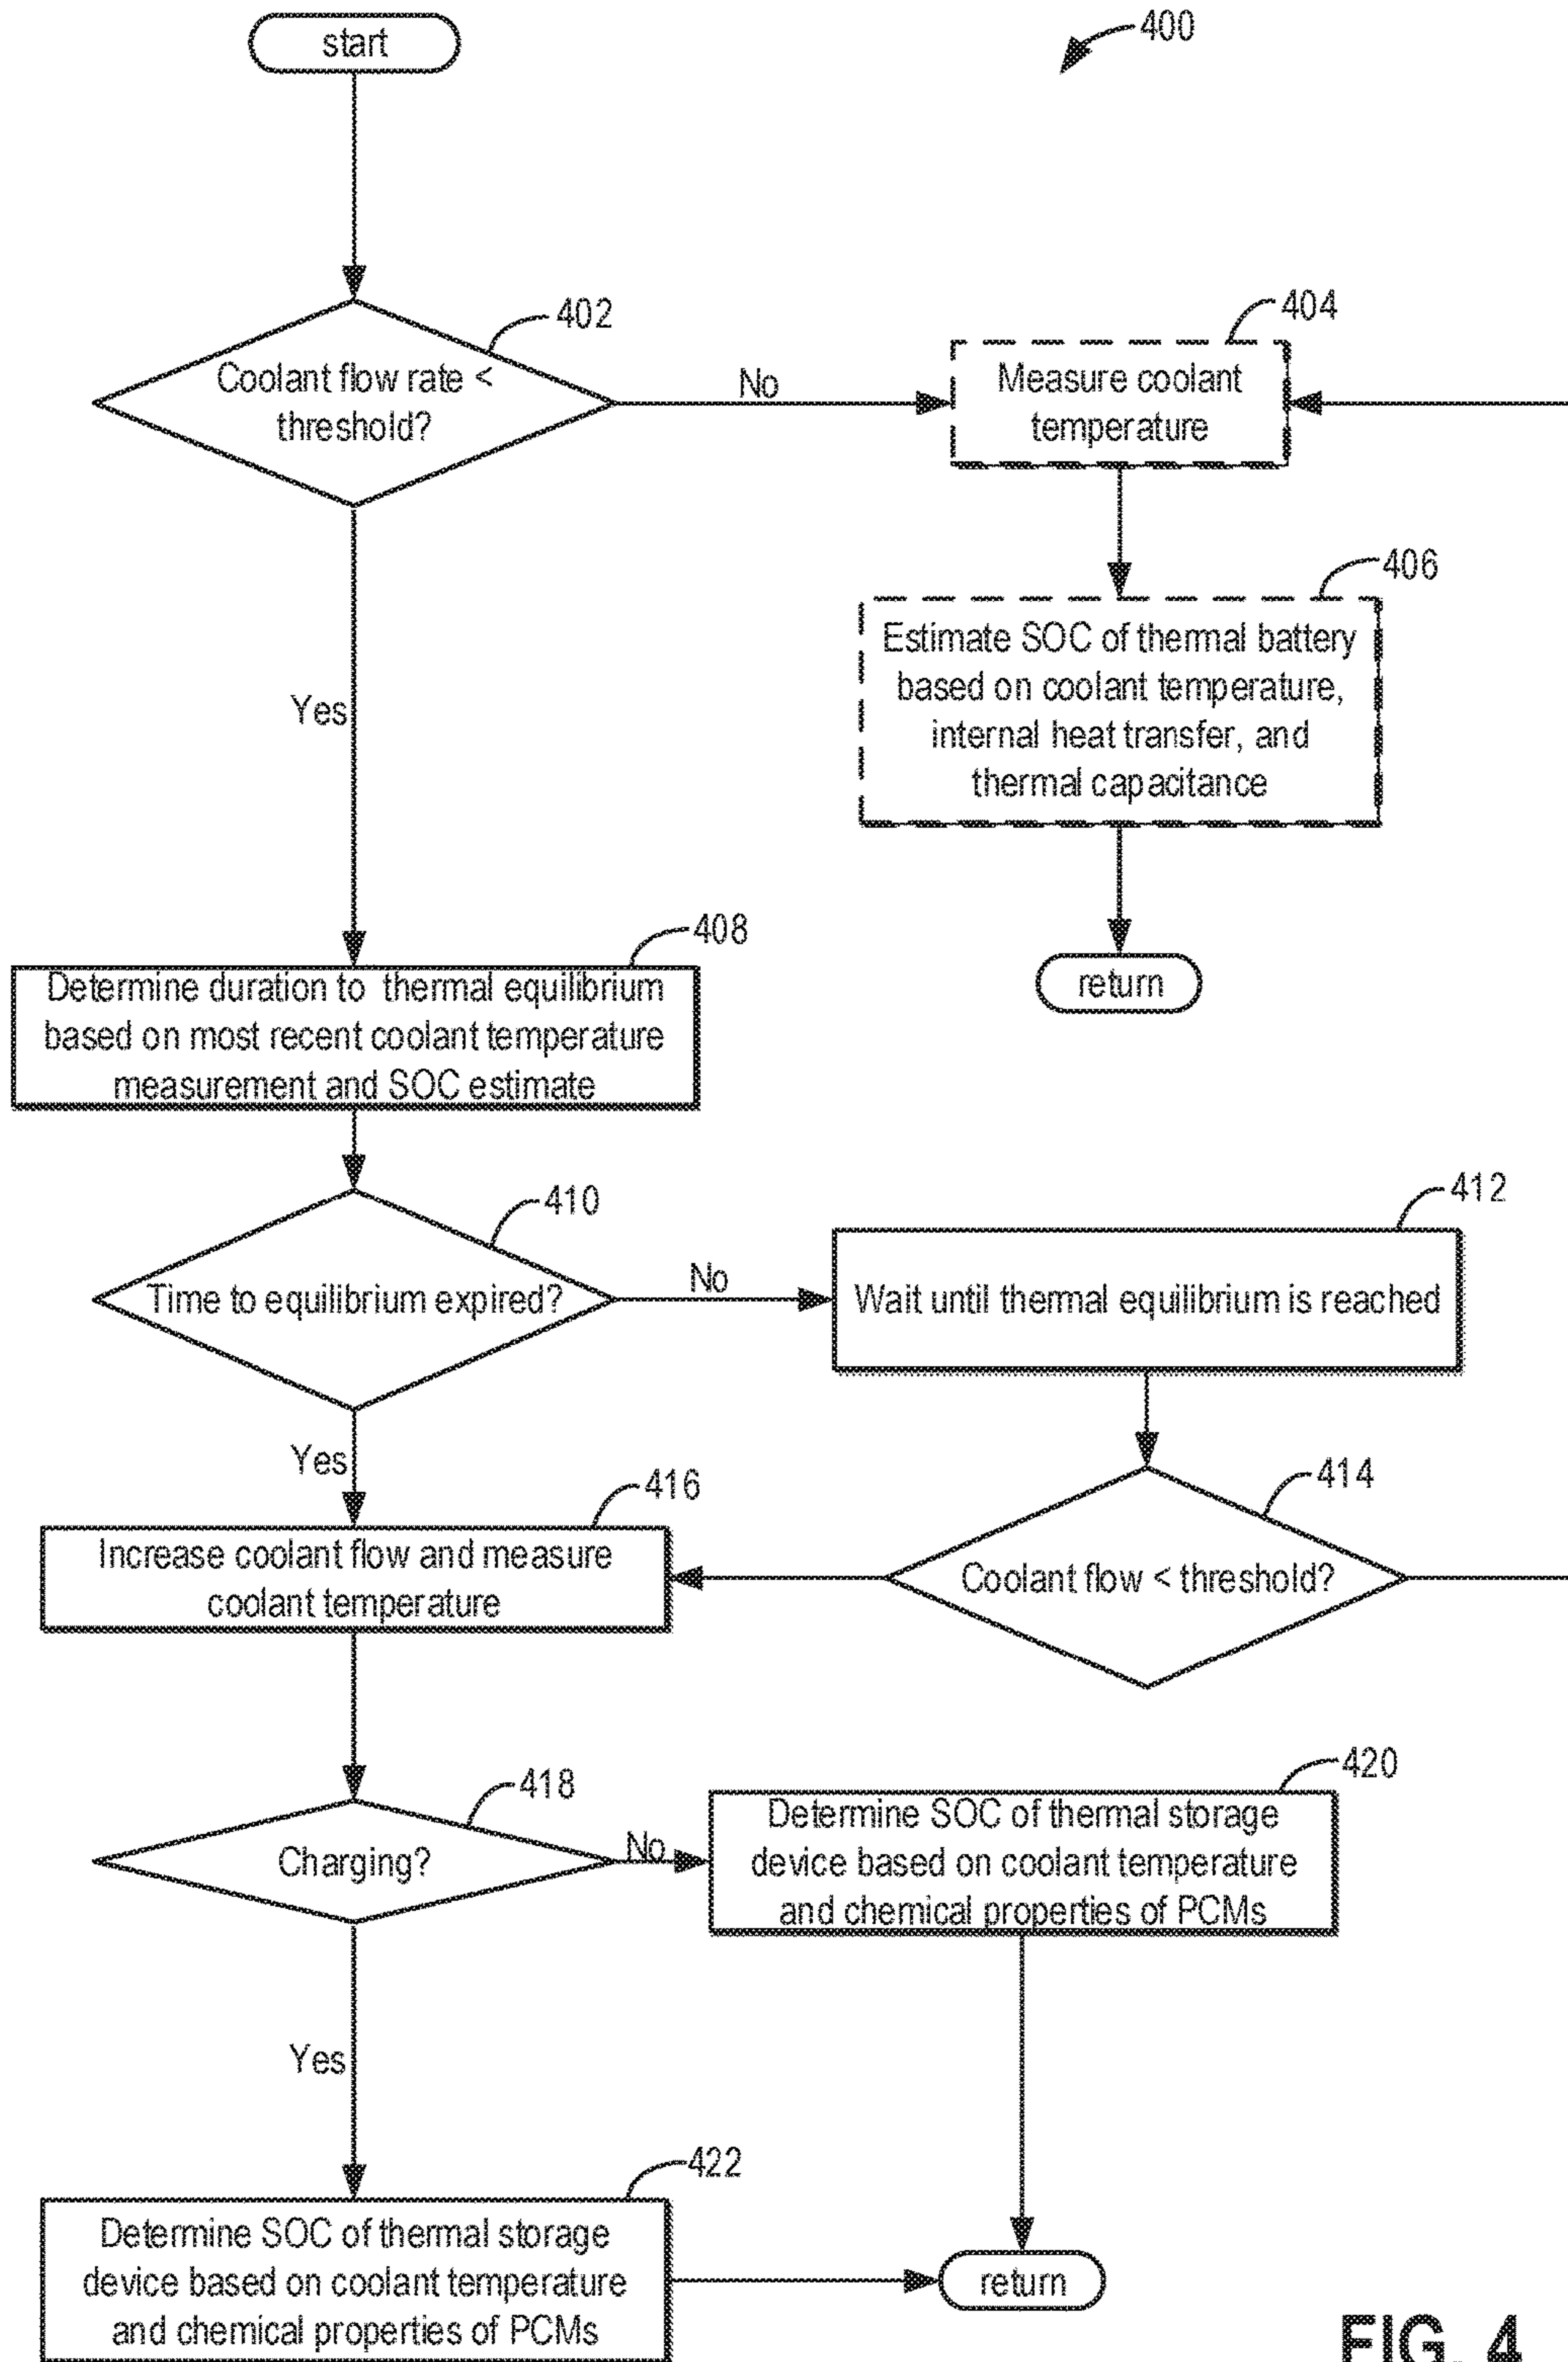 start
400
402
Coolant flow rate <
threshold?
No
404
Measure coolant
temperature
406
Estimate SOC of thermal battery
based on coolant temperature,
internal heat transfer, and
thermal capacitance
return
Yes
408
Determine duration to thermal equilibrium
based on most recent coolant temperature
measurement and SOC estimate
410
Time to equilibrium expired?
No
412
Wait until thermal equilibrium is reached
414
Coolant flow < threshold?
Yes
416
Increase coolant flow and measure
coolant temperature
418
Charging?
No
420
Determine SOC of thermal storage
device based on coolant temperature
and chemical properties of PCMs
Yes
422
Determine SOC of thermal storage
device based on coolant temperature
and chemical properties of PCMs
return
FIG. 4